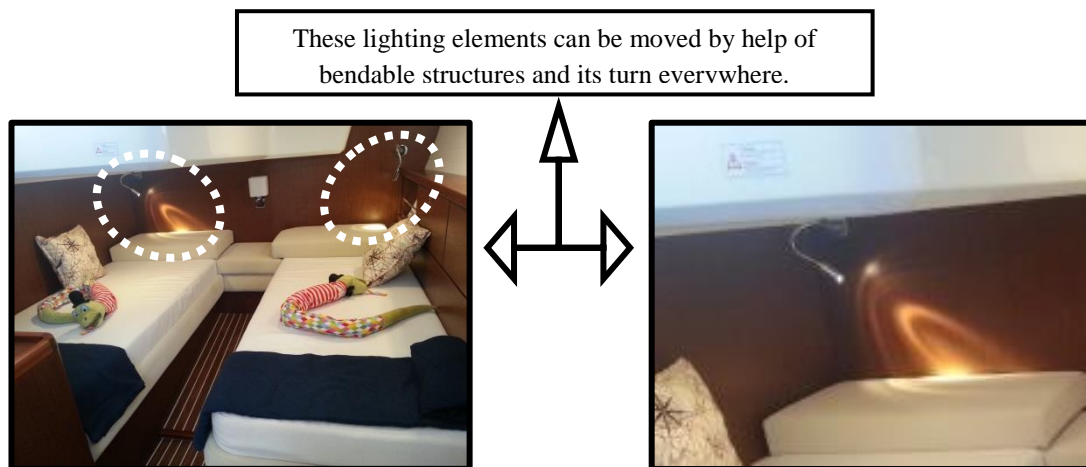 These lighting elements can be moved by help of
bendable structures and its turn evervwhere.